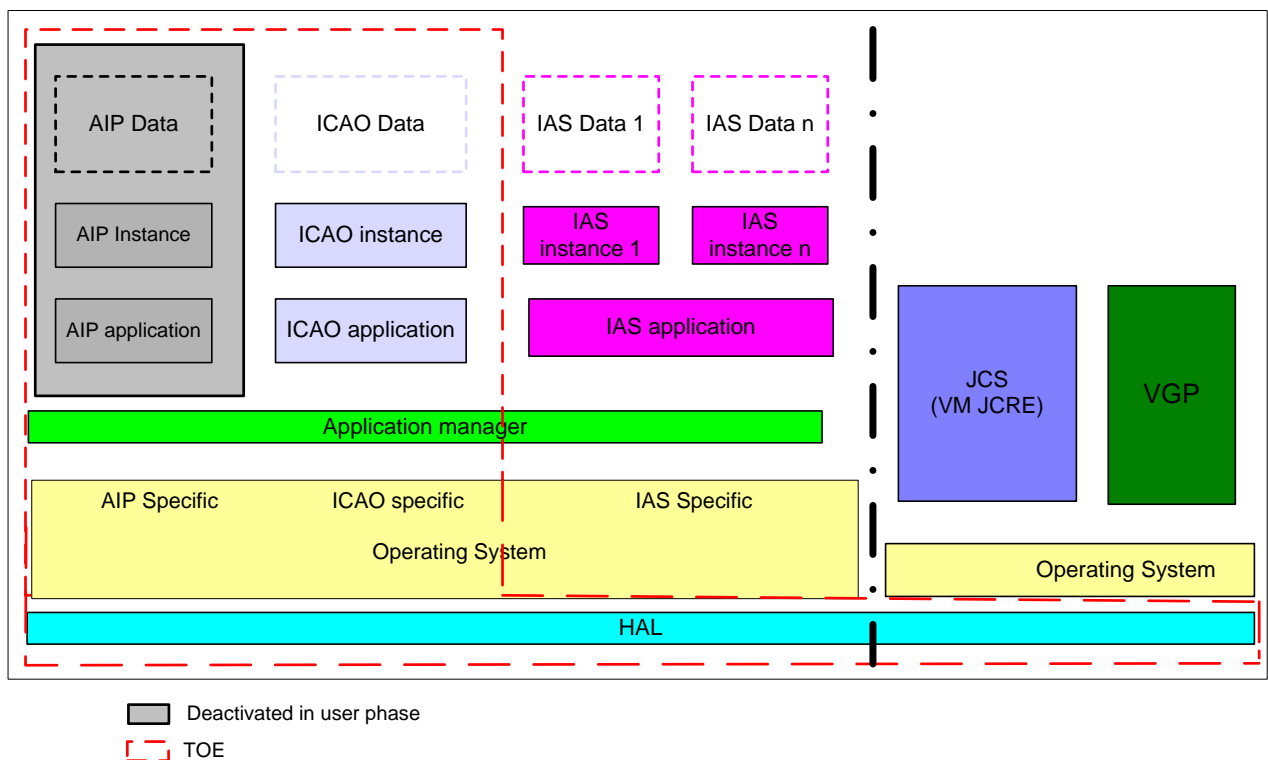 AIP Data
ICAO Data
IAS Data 1
IAS Data n
AIP Instance
ICAO instance
IAS
instance 1
IAS
instance n
AIP application
ICAO application
IAS application
JCS
(VM JCRE)
VGP
Application manager
AIP Specific
ICAO specific
IAS Specific
Operating System
Operating System
HAL
Deactivated in user phase
TOE